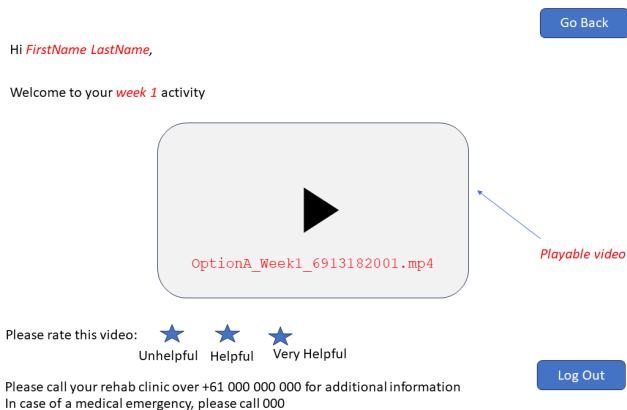 Go Back
Hi FirstName LastName,
Welcome to your week 1 activity
OptionA_Week1_6913182001.mp4
Playable video
Please rate this video:
Unhelpful Helpful Very Helpful
Log Out
Please call your rehab clinic over +61 000 000 000 for additional information
In case of a medical emergency, please call 000